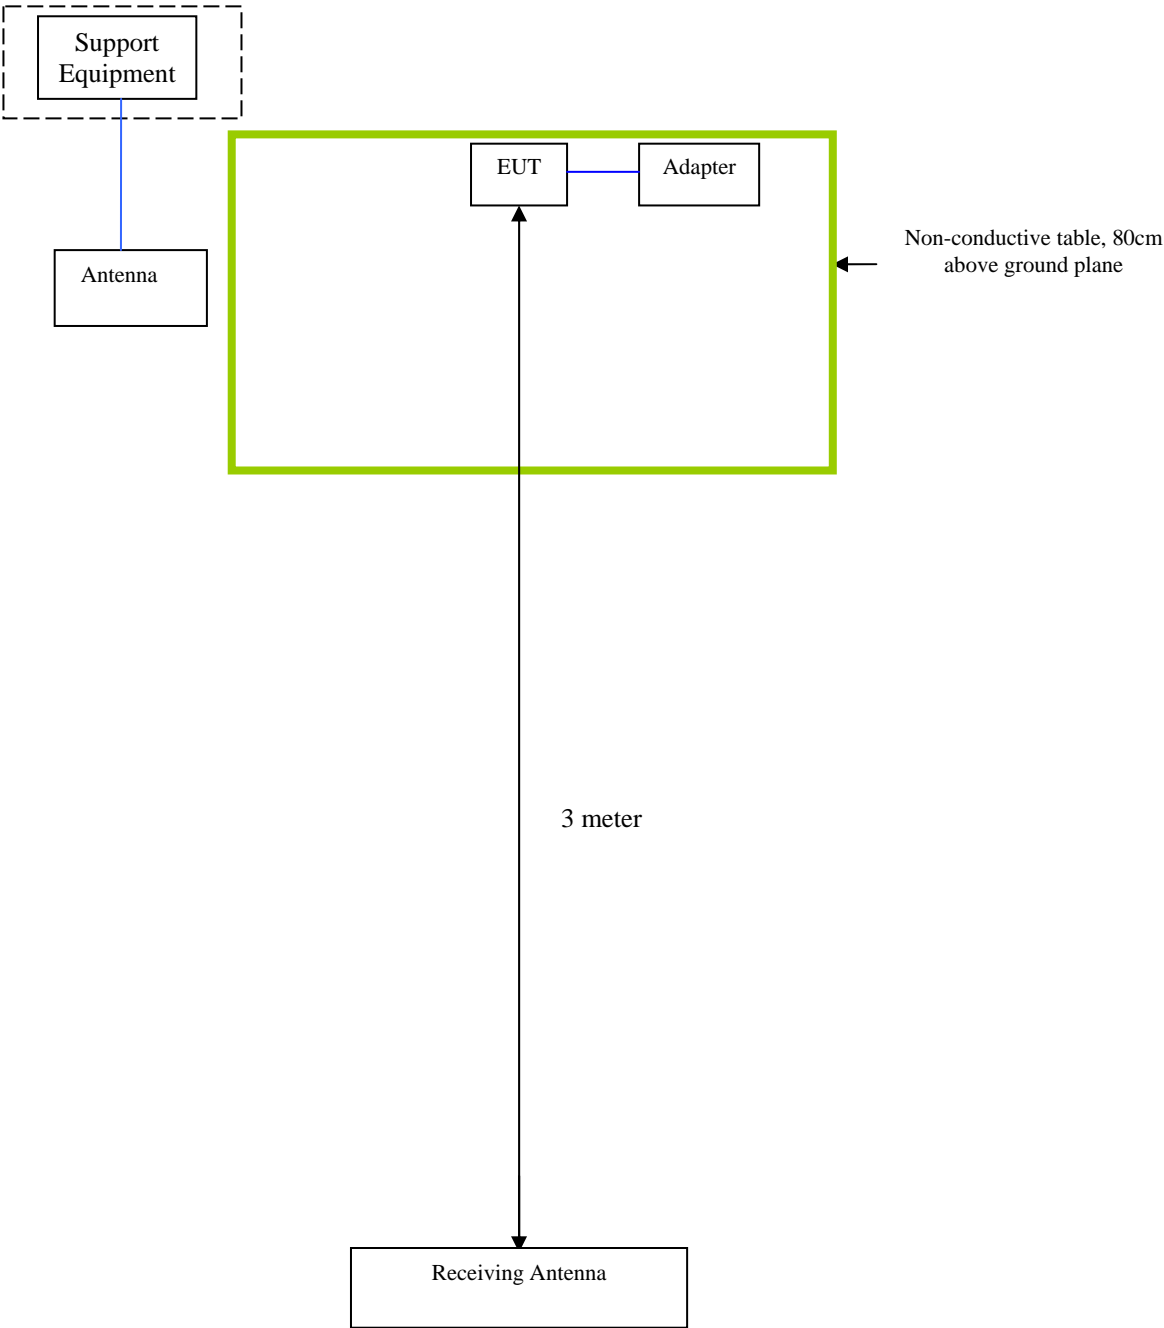 Support
Equipment
EUT
Adapter
Antenna
Non-conductive table, 80cm
above ground plane
3 meter
Receiving Antenna